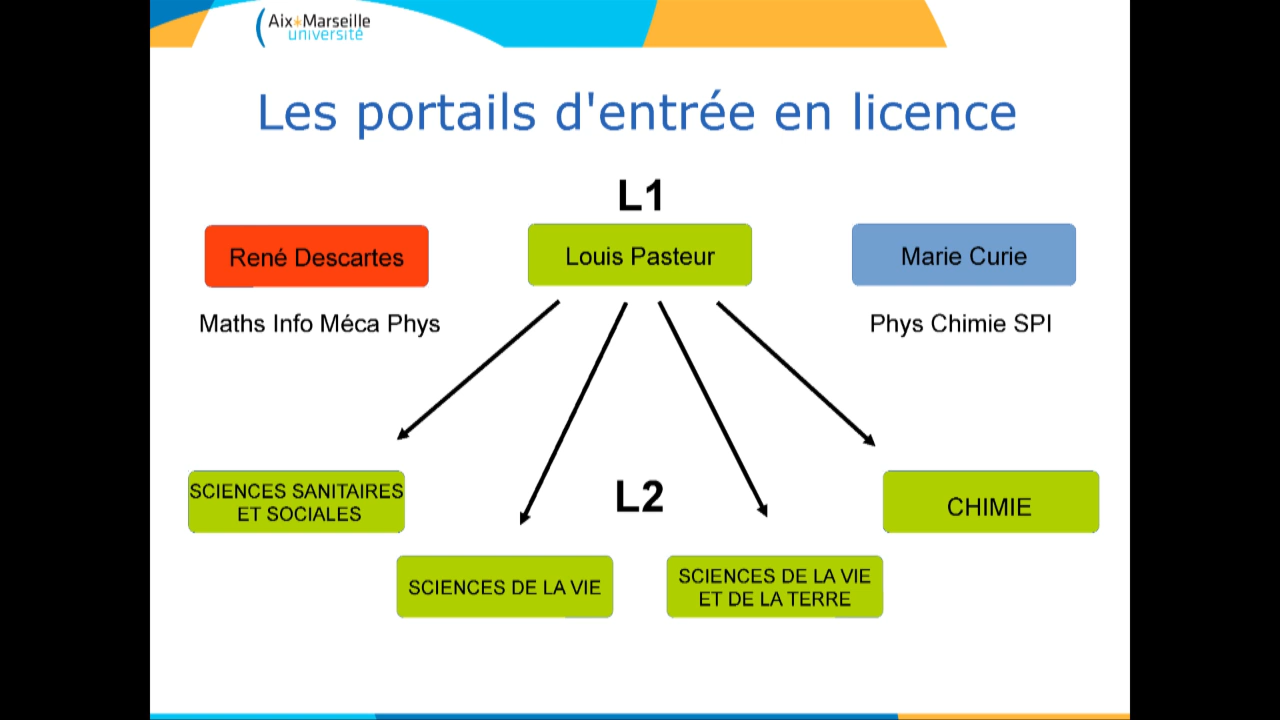 Aix*Marseille
université
Les portails d'entrée en licence
L1
René Descartes
Louis Pasteur
Marie Curie
Maths Info Méca Phys
Phys Chimie SPI
L2
SCIENCES SANITAIRES
ET SOCIALES
CHIMIE
SCIENCES DE LA VIE
SCIENCES DE LA VIE
ET DE LA TERRE